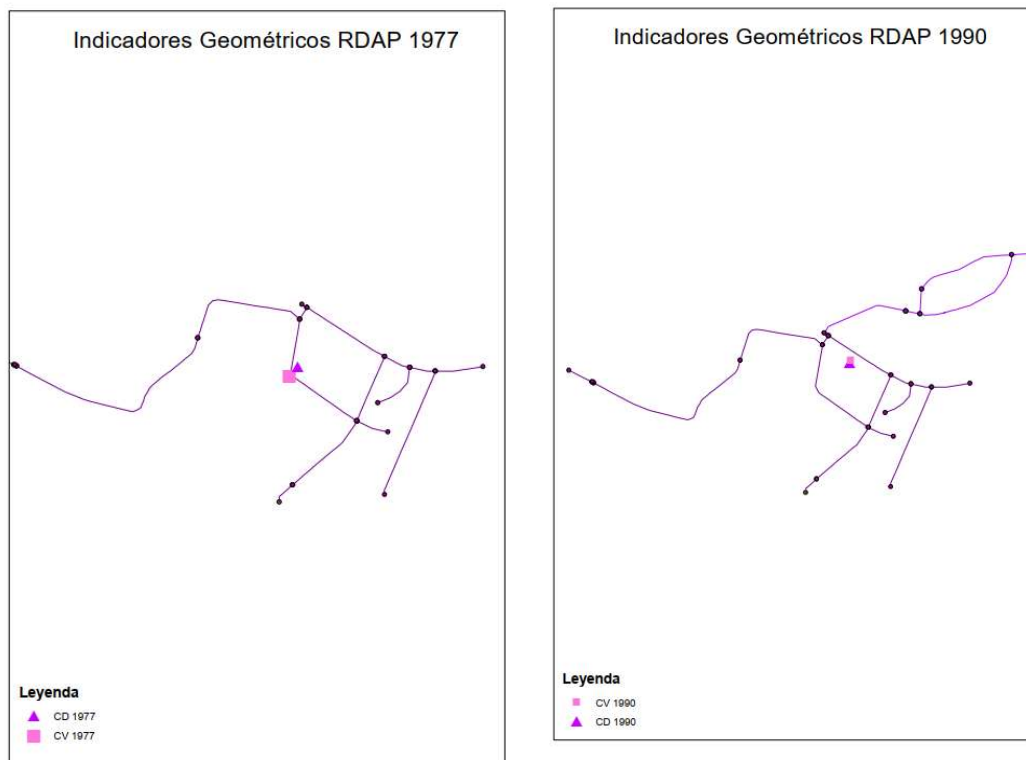 Indicadores Geométricos RDAP 1977
Leyenda
CD 1977
CV 1977
Indicadores Geométricos RDAP 1990
Leyenda
CV 1990
CD 1990